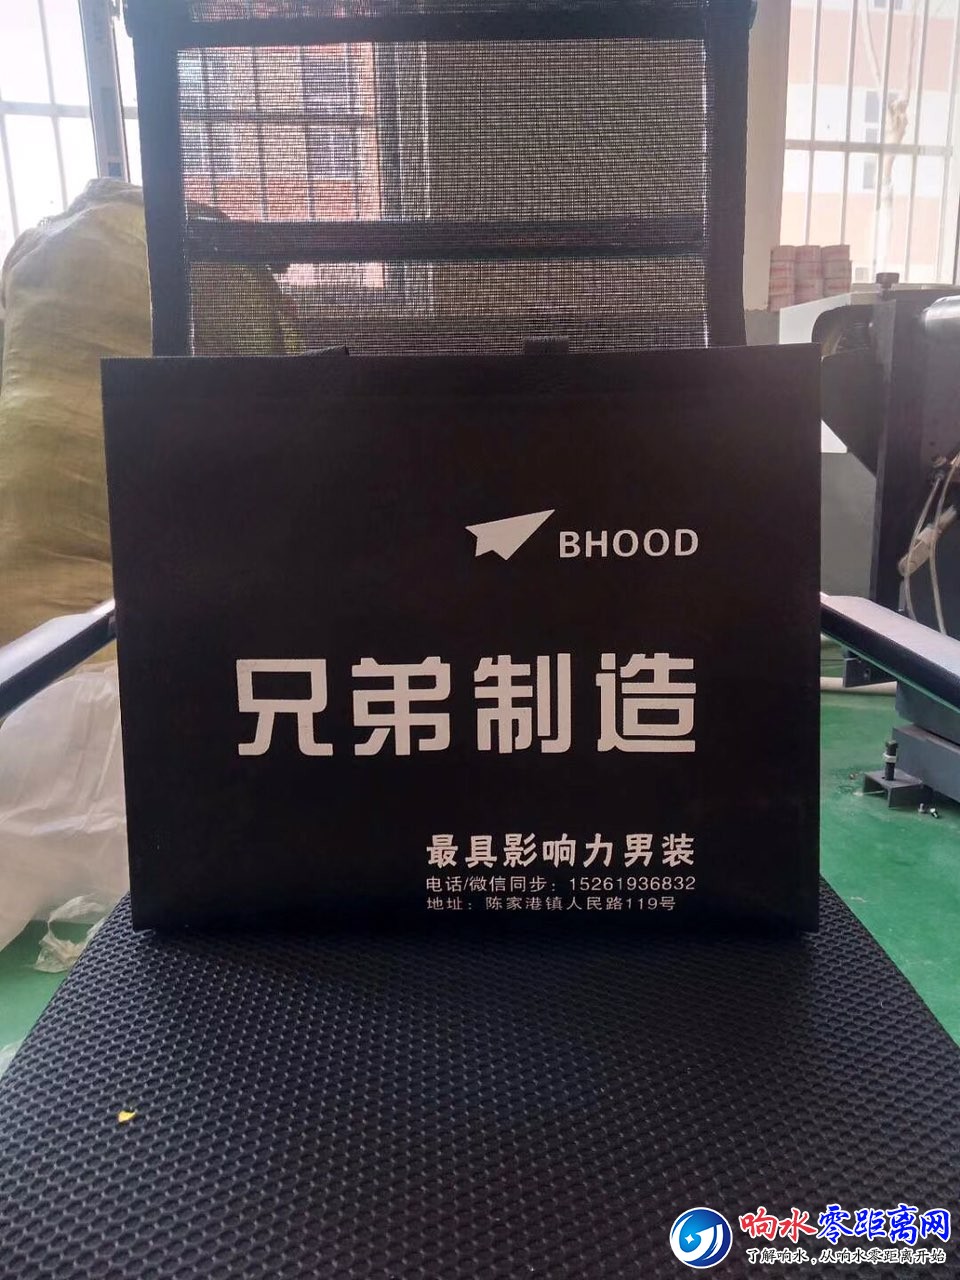 BHOOD
兄弟制造
最具影响力男装
电话/微信同步：15261936832
地址：陈家港镇人民路119号
响水零距离网
了解响水，从响水零距离开始